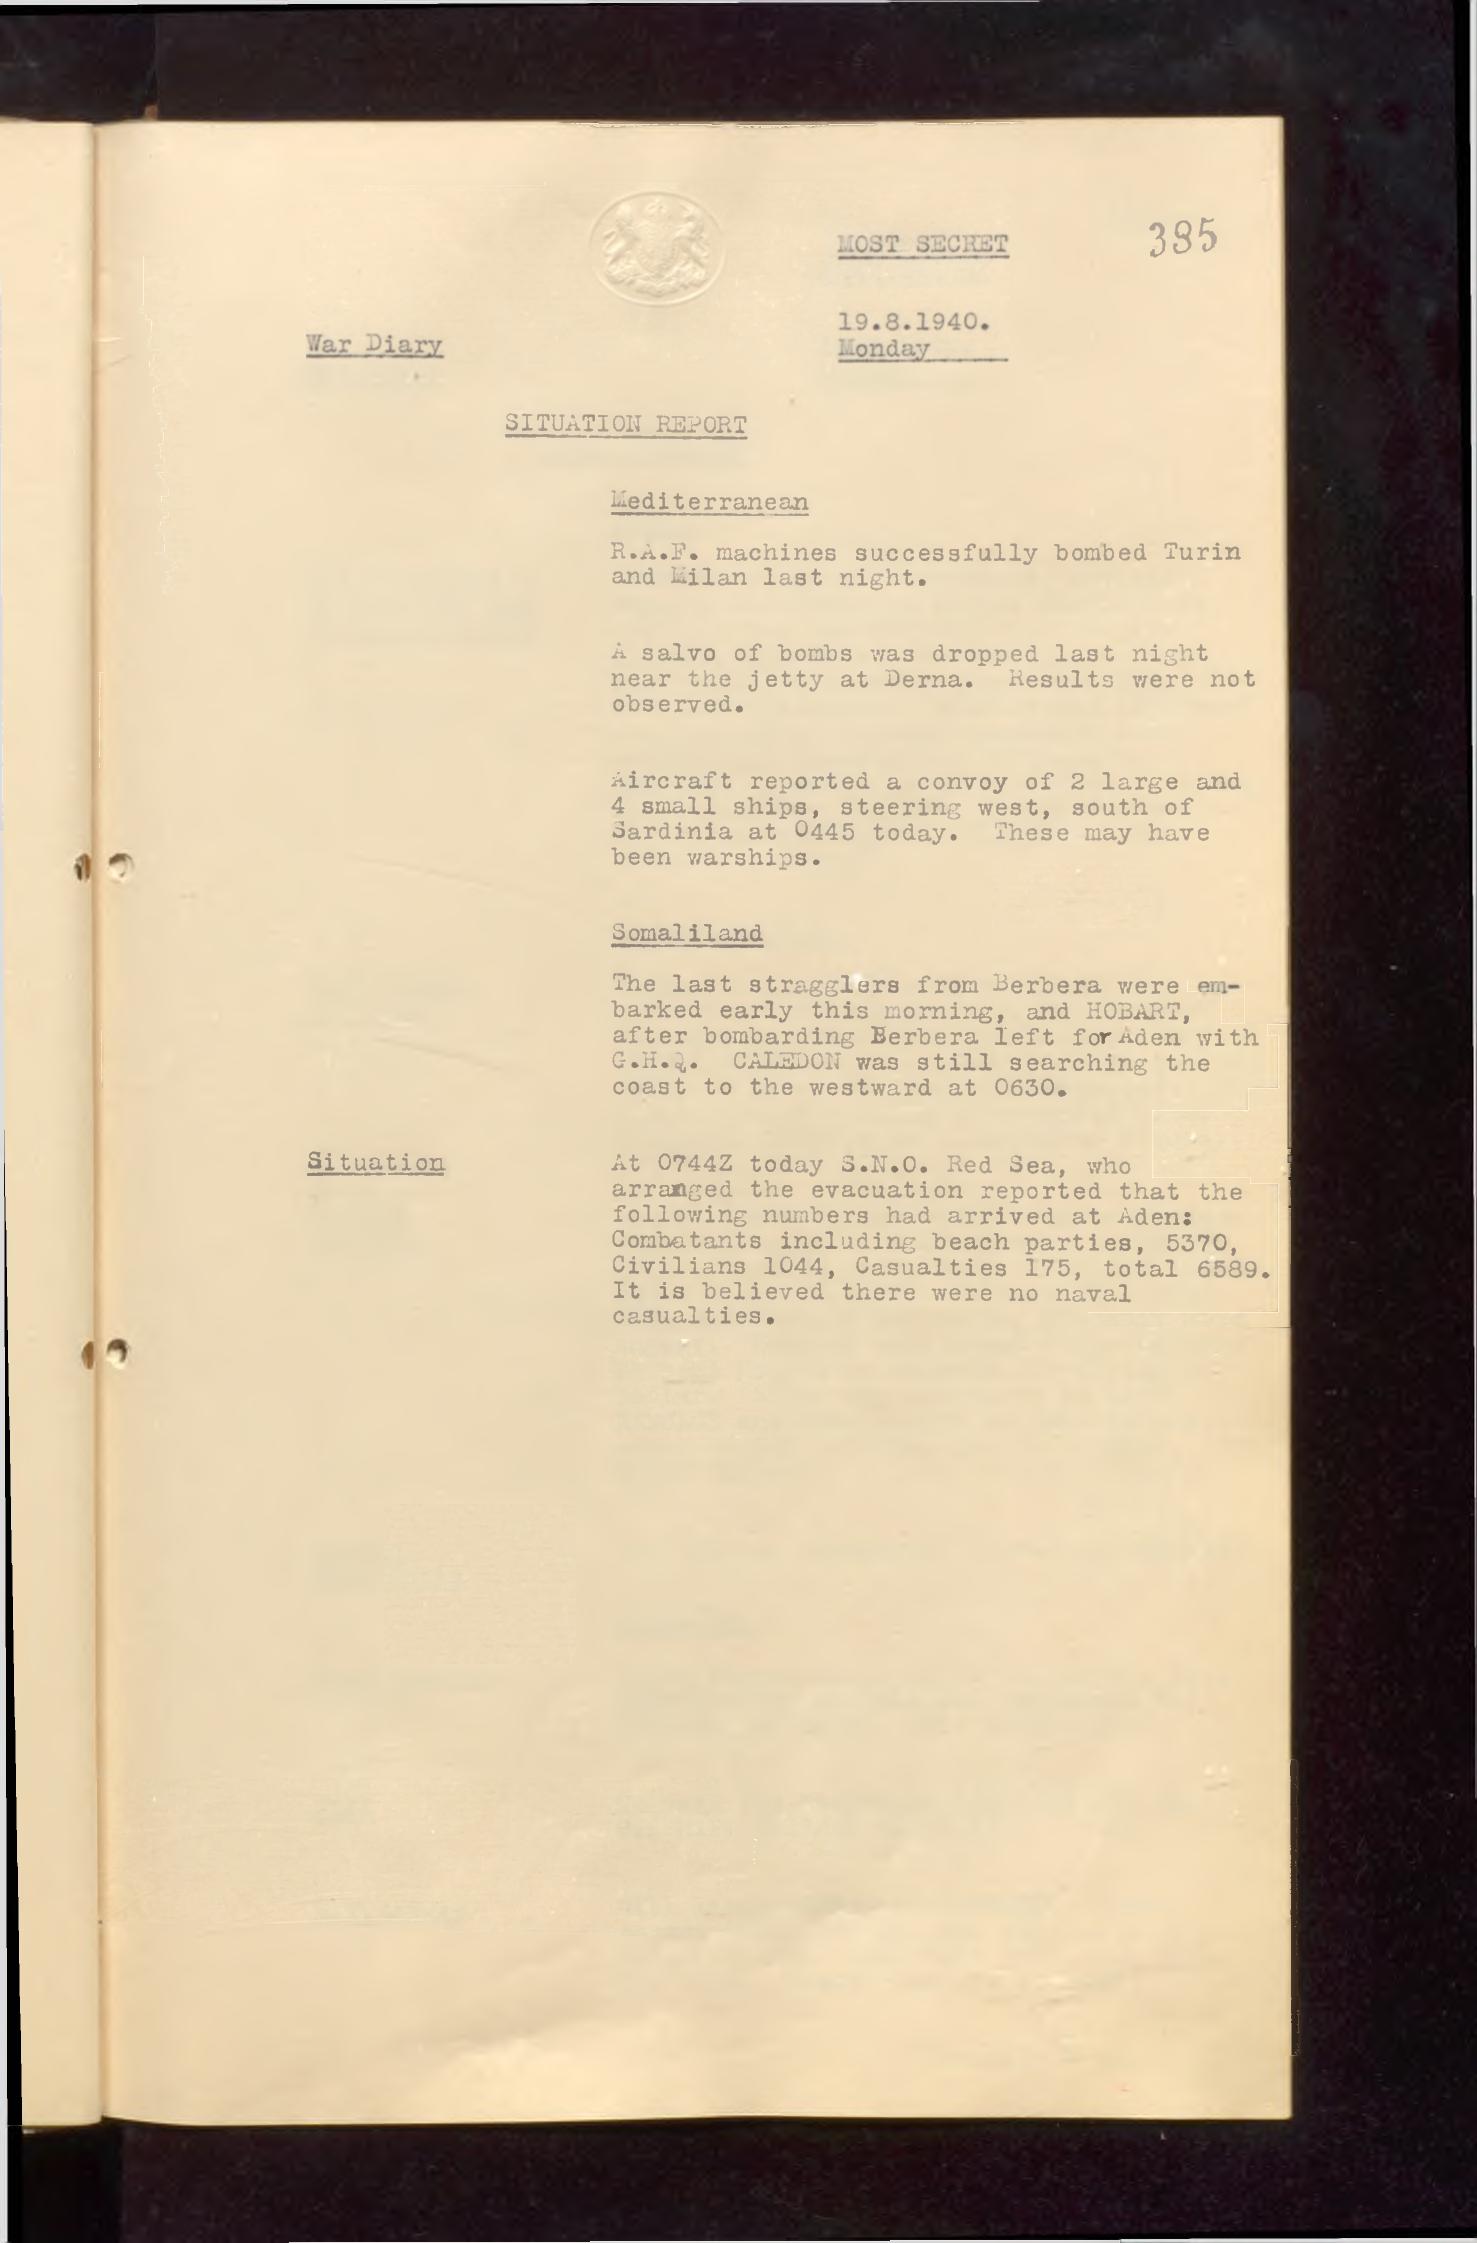 MOST SECRET
385
19.8.1940.
Monday
War Diary
SITUATION REPORT
Mediterranean
R.A.F. machines successfully bombed Turin
and Milan last night.
A salvo of bombs was dropped last night
near the jetty at Derna. Results were not
observed.
Aircraft reported a convoy of 2 large and
4 small ships, steering west, south of
Sardinia at 0445 today. These may have
been warships.
Somaliland
The last stragglers from Berbera were em-
barked early this morning, and HOBART,
after bombarding Berbera left for Aden with
G.H.Q. CALEDON was still searching the
coast to the westward at 0630.
Situation
At 0744Z today S.N.O. Red Sea, who
arranged the evacuation reported that the
following numbers had arrived at Aden:
Combatants including beach parties, 5370,
Civilians 1044, Casualties 175, total 6589.
It is believed there were no naval
casualties.